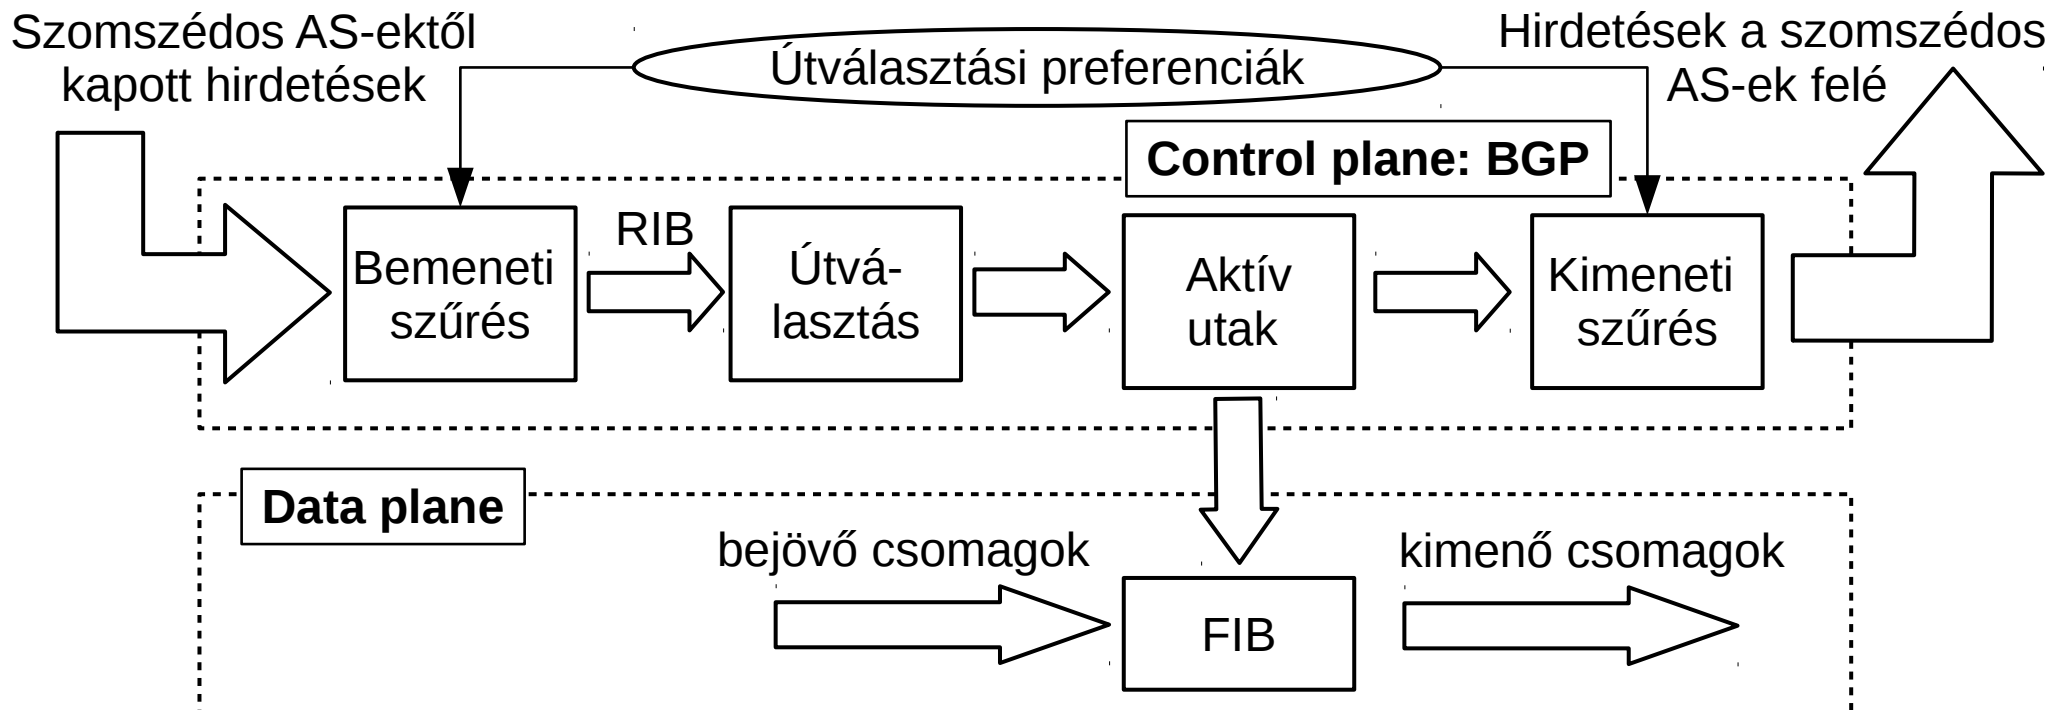 Szomszédos AS-ektől
kapott hirdetések
Útválasztási preferenciák
Hirdetések a szomszédos
AS-ek felé
Control plane: BGP
Bemeneti
szűrés
RIB
Útvá-
lasztás
Aktív
utak
Kimeneti
szűrés
Data plane
bejövő csomagok
FIB
kimenő csomagok